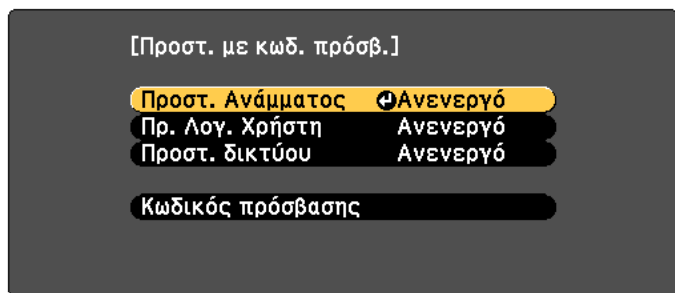 [Προστ. με κωδ. πρόσβ.]
Προστ. Ανάμματος Ανενεργό
Πρ. Λογ. Χρήστη Ανενεργό
Προστ. δικτύου Ανενεργό
Κωδικός πρόσβασης